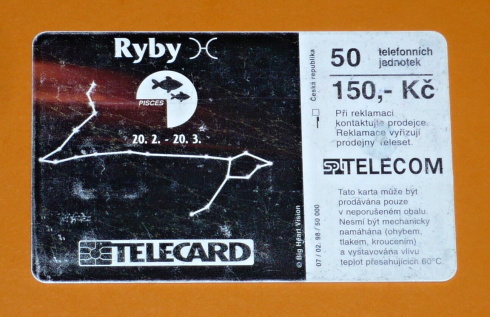 Ryby
PISCES
20. 2. - 20. 3.
TELECARD
© Big Heart Vision
Česká republika
07 / 02. 98 / 50 000
50 telefonních
jednotek
150,- Kč
Při reklamaci
kontaktujte prodejce.
Reklamace vyřizují
prodejny Teleset.
SPT TELECOM
Tato karta může být
prodávána pouze
v neporušeném obalu.
Nesmí být mechanicky
namáhána (ohybem,
tlakem, kroucením)
a vystavována vlivu
teplot přesahujících 60°C.